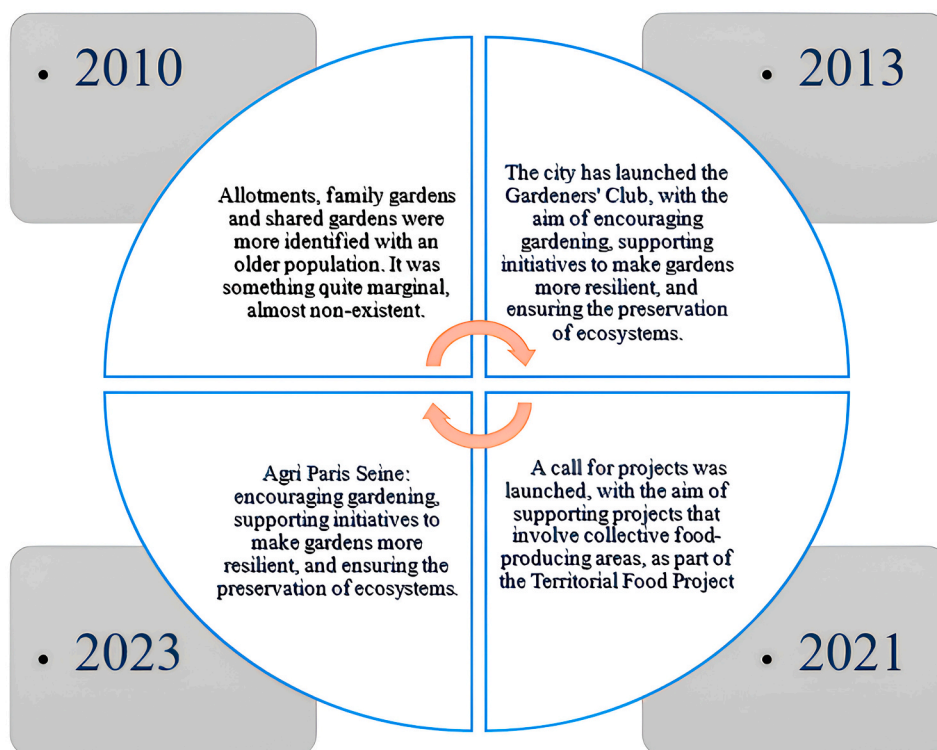 • 2010
Allotments, family gardens
and shared gardens were
more identified with an
older population. It was
something quite marginal,
almost non-existent.
• 2013
The city has launched the
Gardeners' Club, with the
aim of encouraging
gardening, supporting
initiatives to make gardens
more resilient, and
ensuring the preservation
of ecosystems.
A call for projects was
launched, with the aim of
supporting projects that
involve collective food-
producing areas, as part of
the Territorial Food Project
• 2021
Agri Paris Seine:
encouraging gardening,
supporting initiatives to
make gardens more
resilient, and ensuring the
preservation of ecosystems.
• 2023